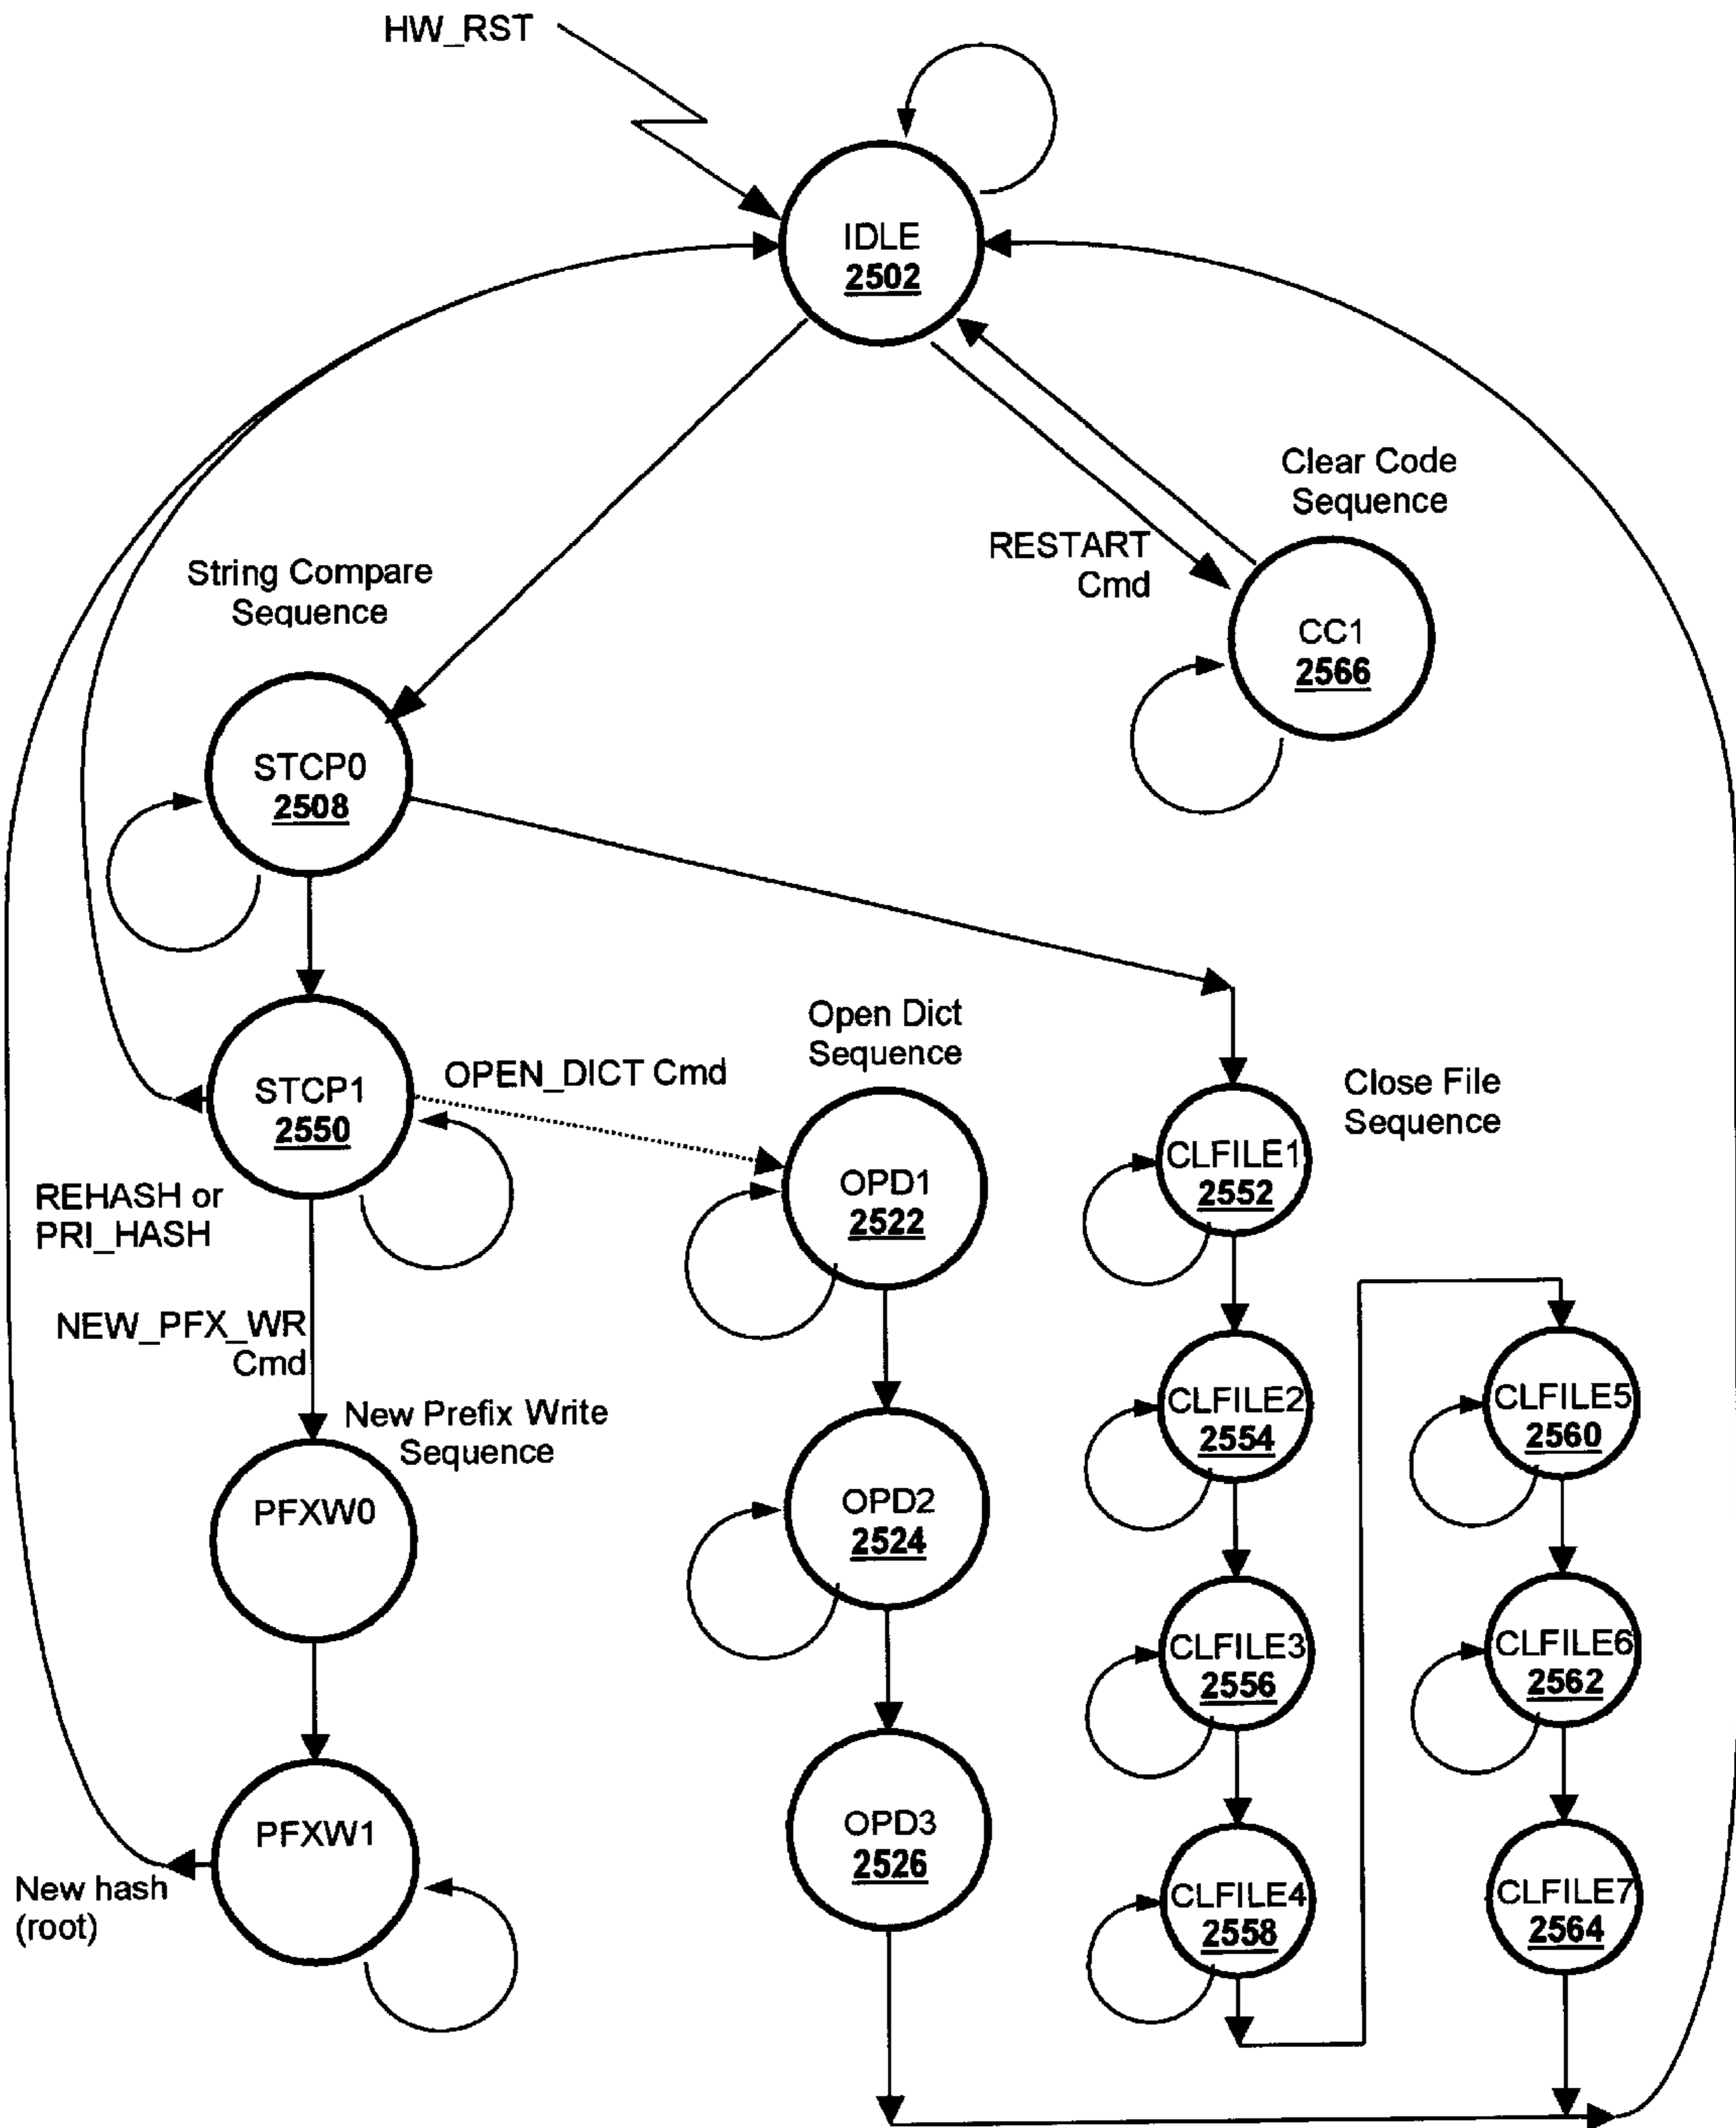 HW_RST
IDLE
2502
Clear Code
Sequence
RESTART
Cmd
CC1
2566
String Compare
Sequence
STCP0
2508
STCP1
2550
OPEN_DICT Cmd
Open Dict
Sequence
OPD1
2522
CLFILE1
2552
Close File
Sequence
REHASH or
PRI_HASH
NEW_PFX_WR
Cmd
New Prefix Write
Sequence
PFXW0
OPD2
2524
CLFILE2
2554
CLFILE5
2560
CLFILE3
2556
CLFILE6
2562
PFXW1
New hash
(root)
OPD3
2526
CLFILE4
2558
CLFILE7
2564